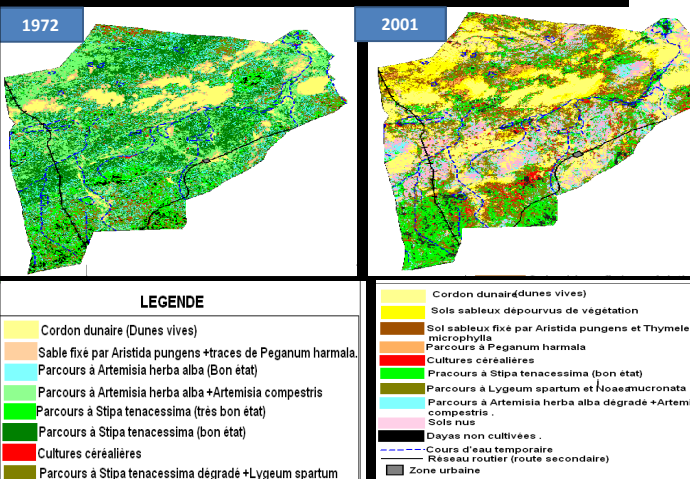 1972
2001
LEGENDE
Cordon dunaire (Dunes vives)
Sable fixé par Aristida pungens +traces de Peganum harmala.
Parcours à Artemisia herba alba (Bon état)
Parcours à Artemisia herba alba +Artemisia compestris
Parcours à Stipa tenacessima (très bon état)
Parcours à Stipa tenacessima (bon état)
Cultures céréalières
Parcours à Stipa tenacessima dégradé +Lygeum spartum
Cordon dunaire(dunes vives)
Sols sableux dépourvus de végétation
Sol sableux fixé par Aristida pungens et Thymele
microphylla
Parcours à Peganum harmala
Cultures céréalières
Pracours à Stipa tenacessima (bon état)
Parcours à Lygeum spartum et Noaea mucronata
Parcours à Artemisia herba alba dégradé +Artemi
compestris .
Sols nus
Dayas non cultivées .
Cours d'eau temporaire
Réseau routier (route secondaire)
Zone urbaine